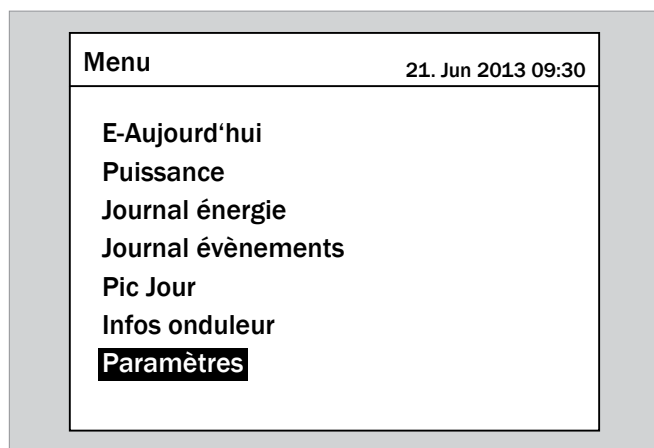 Menu
21. Jun 2013 09:30
E-Aujourd‘hui
Puissance
Journal énergie
Journal évènements
Pic Jour
Infos onduleur
Paramètres